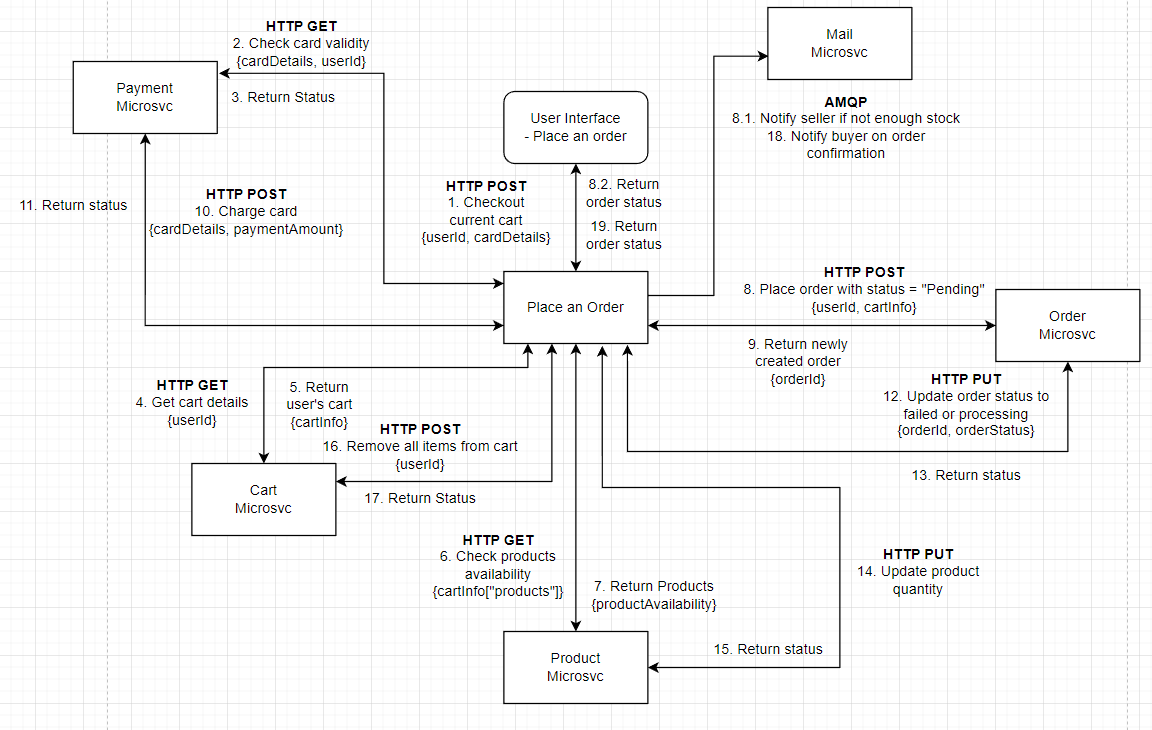 HTTP GET
2. Check card validity
{cardDetails, userId}
3. Return Status
Payment
Microsvc
Mail
Microsvc
AMQP
8.1. Notify seller if not enough stock
18. Notify buyer on order
confirmation
User Interface
- Place an order
11. Return status
HTTP POST
10. Charge card
{cardDetails, paymentAmount}
HTTP POST
1. Checkout
current cart
{userId, cardDetails}
8.2. Return
order status
19. Return
order status
Place an Order
HTTP POST
8. Place order with status = "Pending"
{userId, cartInfo}
Order
Microsvc
9. Return newly
created order
{orderId}
HTTP PUT
12. Update order status to
failed or processing
{orderId, orderStatus}
13. Return status
HTTP GET
4. Get cart details
{userId}
5. Return
user's cart
{cartInfo}
HTTP POST
16. Remove all items from cart
{userId}
17. Return Status
Cart
Microsvc
HTTP GET
6. Check products
availability
{cartInfo["products"]}
7. Return Products
{productAvailability}
HTTP PUT
14. Update product
quantity
15. Return status
Product
Microsvc